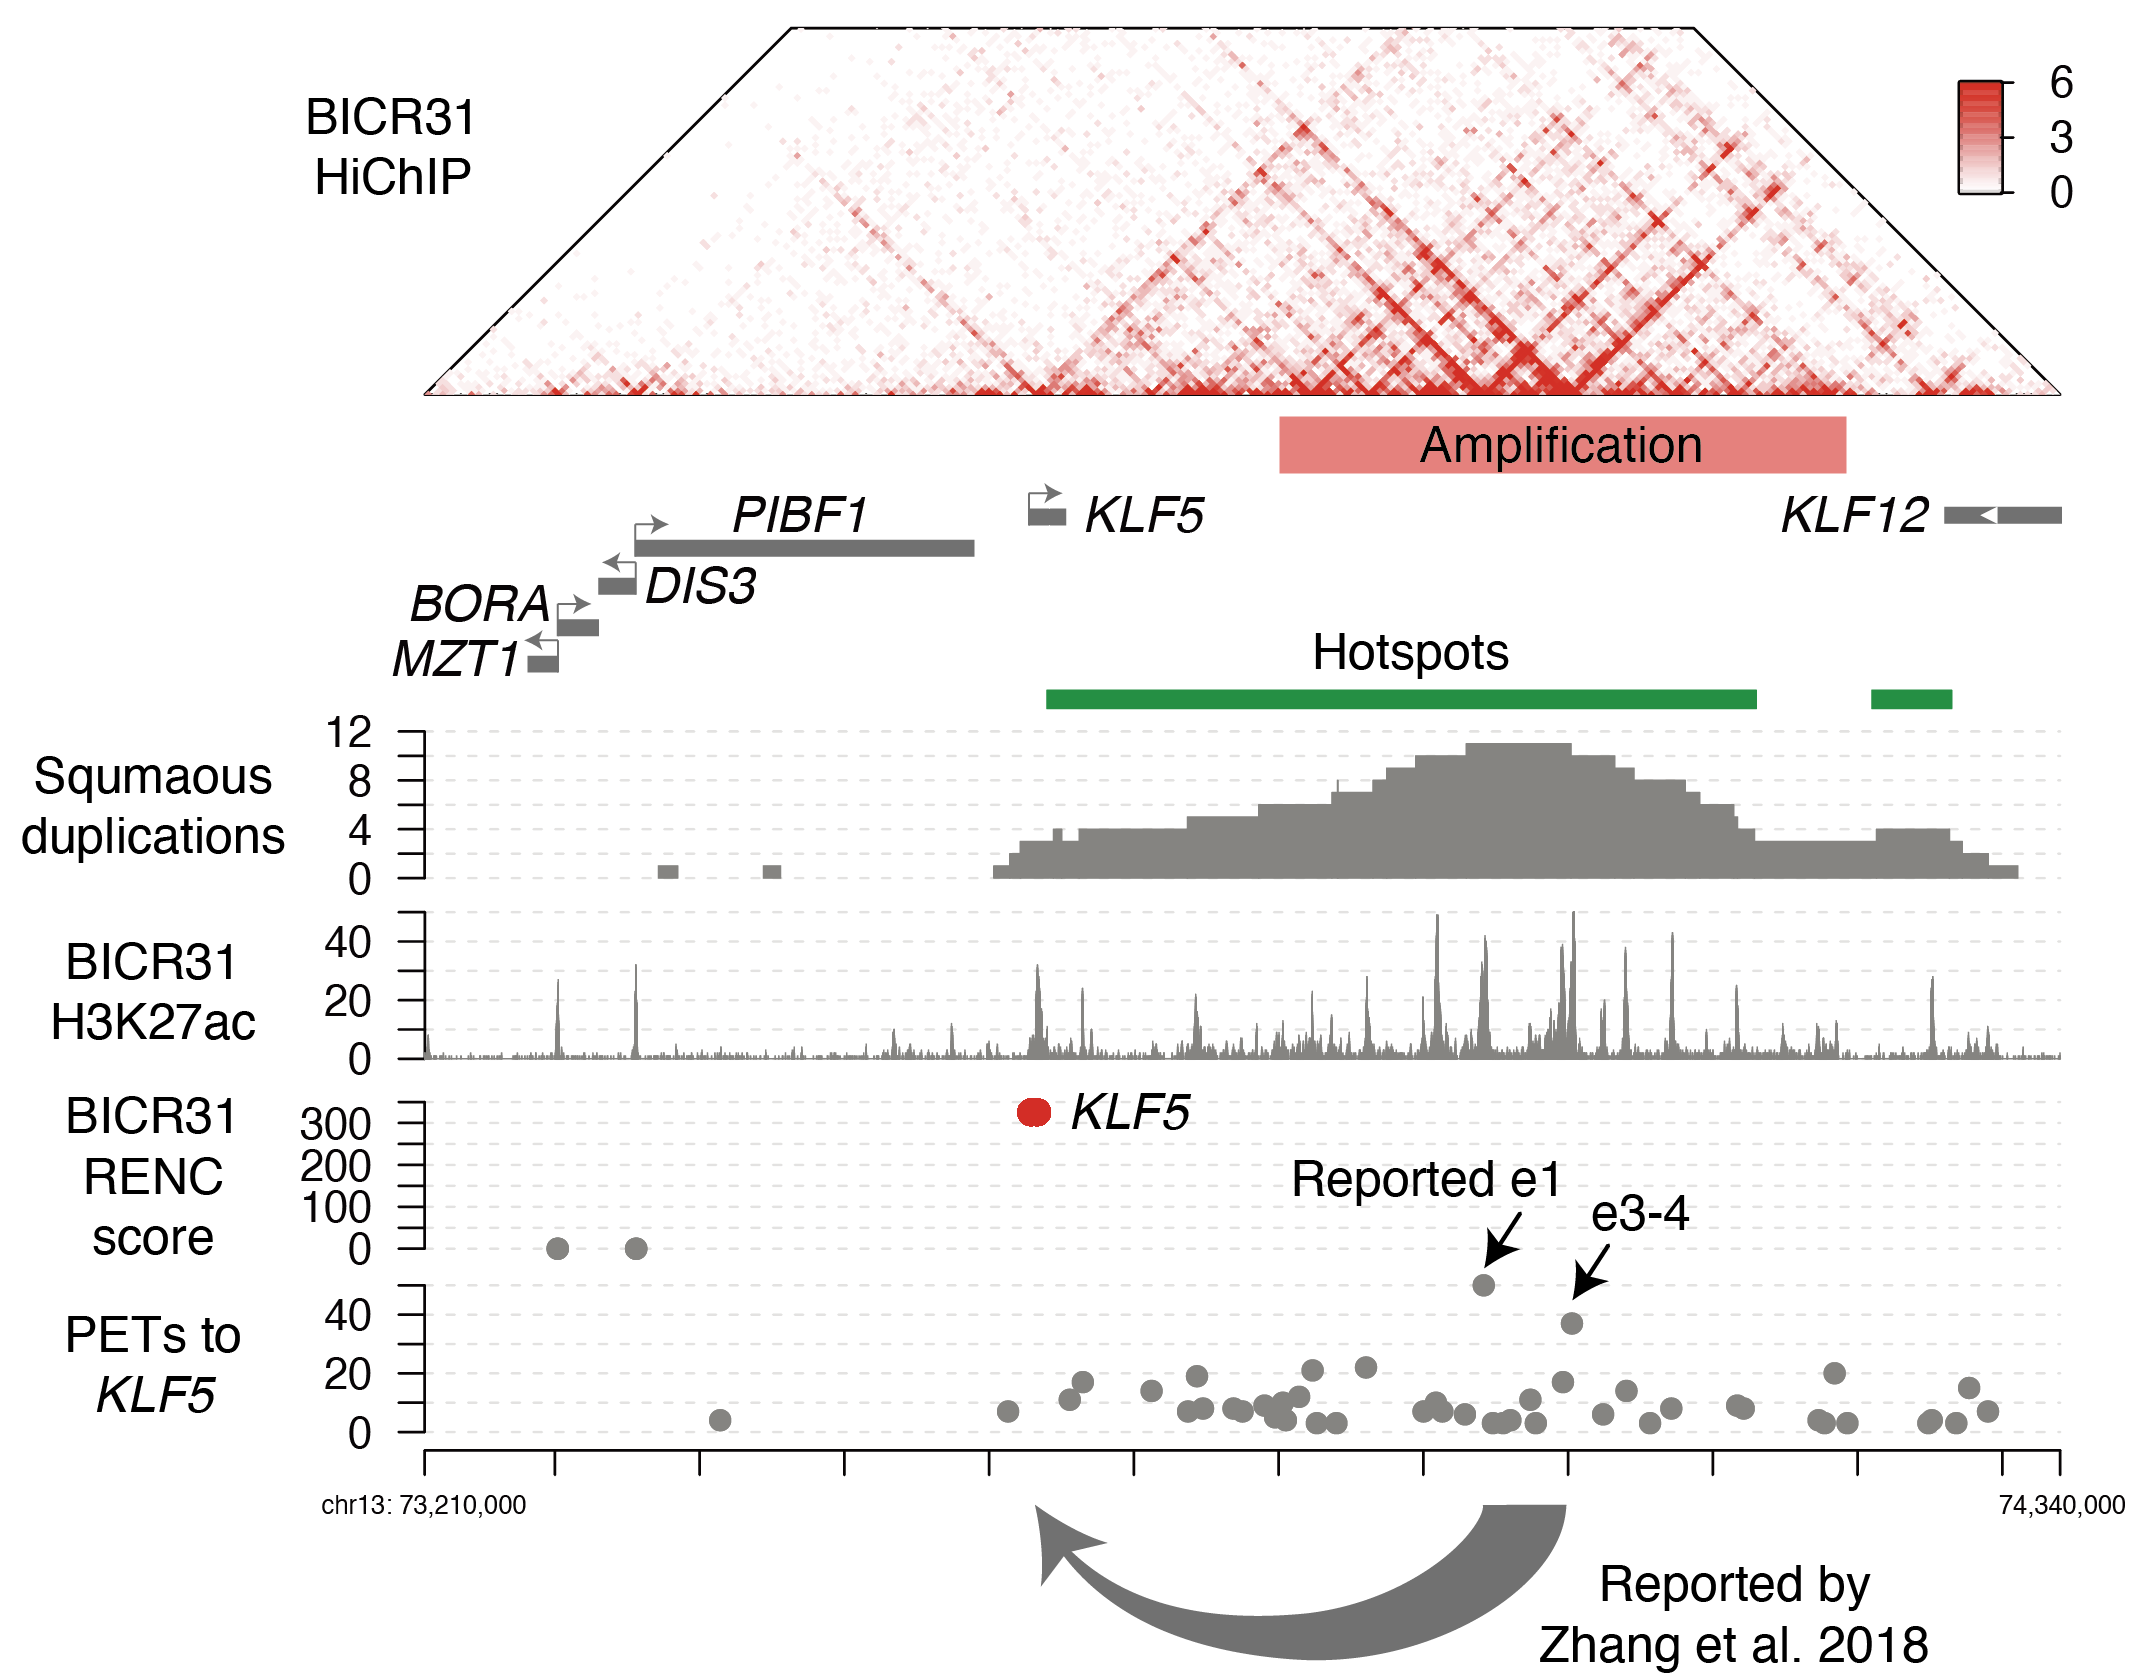 BICR31
HiChIP
6
3
0
Amplification
KLF5
PIBF1
KLF12
DIS3
BORA
MZT1
Hotspots
Squmaous
duplications
12
8
4
0
BICR31
H3K27ac
40
20
0
BICR31
RENC
score
300
200
100
0
KLF5
Reported e1
e3-4
PETs to
KLF5
40
20
0
chr13: 73,210,000
74,340,000
Reported by
Zhang et al. 2018